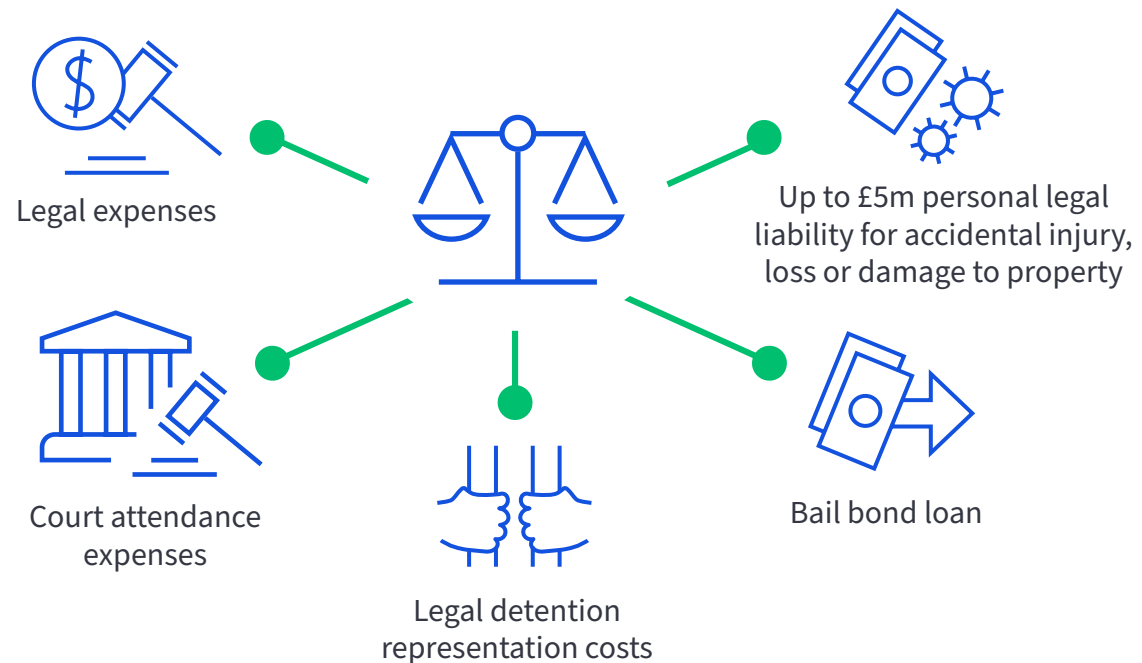 Legal expenses
Up to £5m personal legal
liability for accidental injury,
loss or damage to property
Court attendance
expenses
Bail bond loan
Legal detention
representation costs